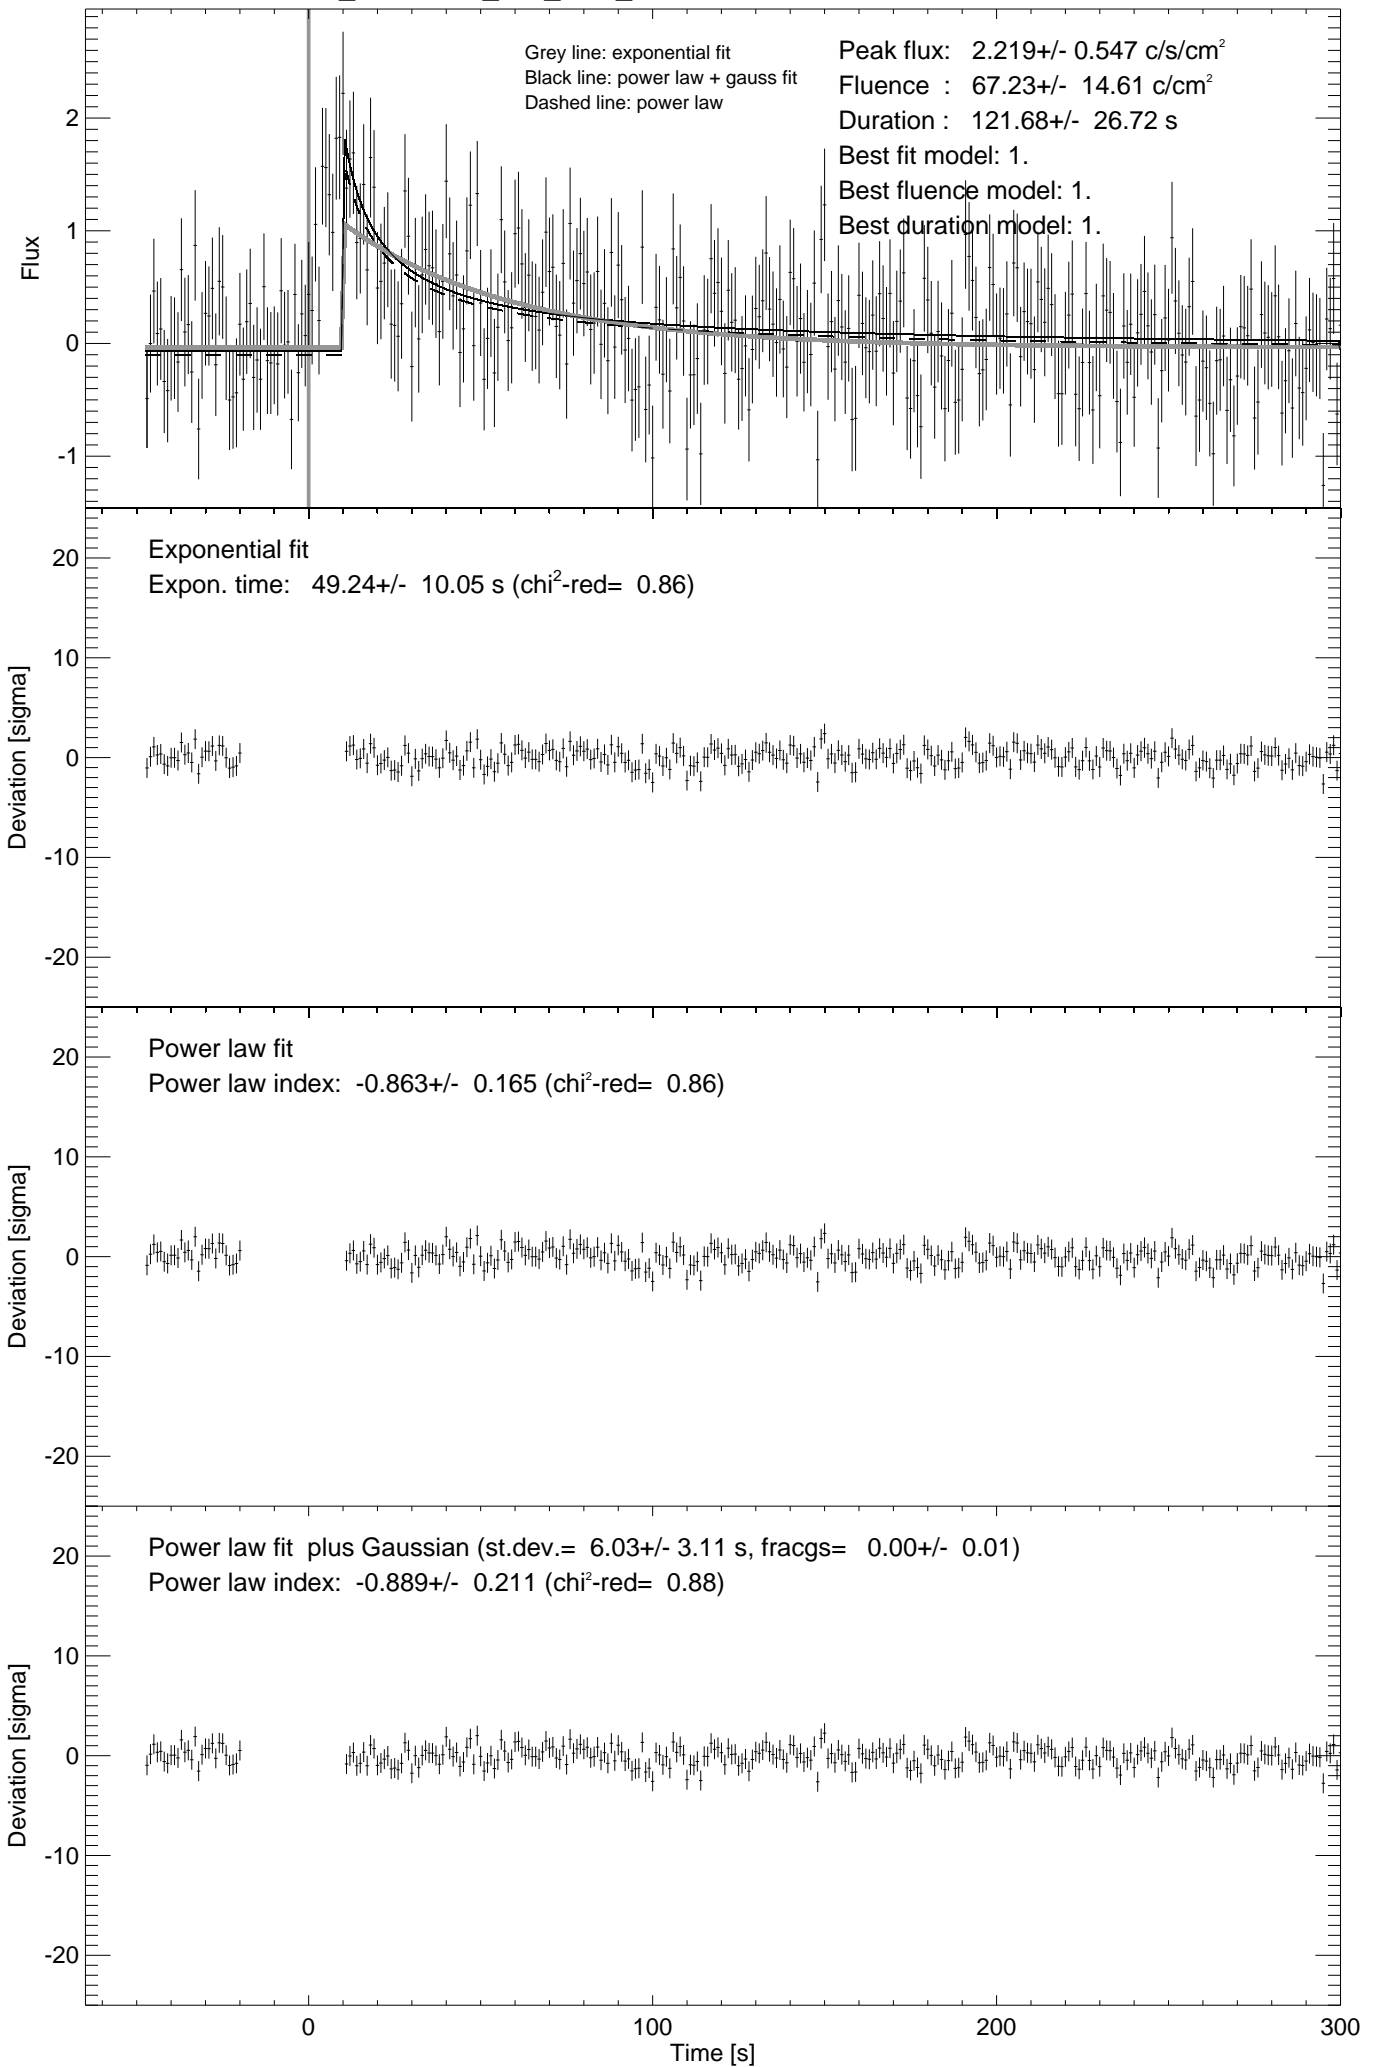 Grey line: exponential fit
Black line: power law + gauss fit
Dashed line: power law
Peak flux: 2.219+/- 0.547 c/s/cm²
Fluence : 67.23+/- 14.61 c/cm²
Duration : 121.68+/- 26.72 s
Best fit model: 1.
Best fluence model: 1.
Best duration model: 1.
Flux
2
1
0
-1
Exponential fit
Expon. time: 49.24+/- 10.05 s (chi²-red= 0.86)
Deviation [sigma]
20
10
0
-10
-20
Power law fit
Power law index: -0.863+/- 0.165 (chi²-red= 0.86)
Deviation [sigma]
20
10
0
-10
-20
Power law fit plus Gaussian (st.dev.= 6.03+/- 3.11 s, fracgs= 0.00+/- 0.01)
Power law index: -0.889+/- 0.211 (chi²-red= 0.88)
Deviation [sigma]
20
10
0
-10
-20
0 100 200 300
Time [s]